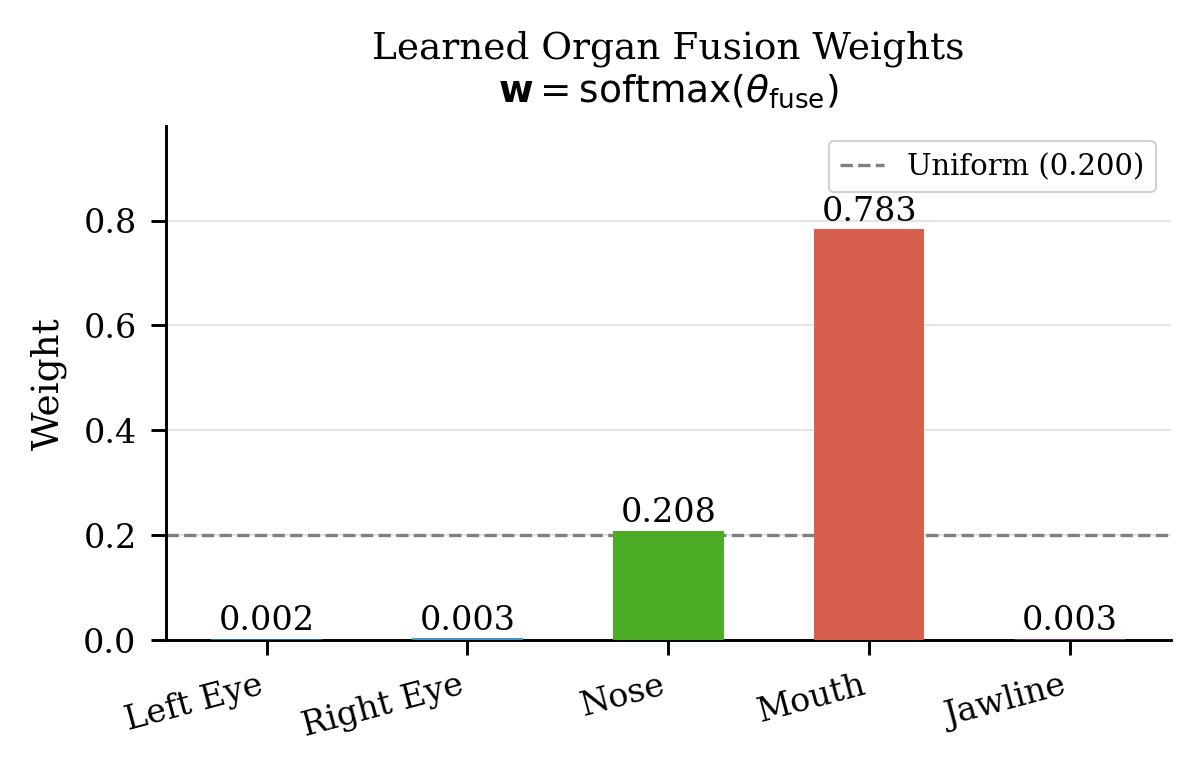 Learned Organ Fusion Weights
w = softmax(θfuse)
Uniform (0.200)
Weight
0.8
0.6
0.4
0.2
0.0
0.002
0.003
0.208
0.783
0.003
Left Eye
Right Eye
Nose
Mouth
Jawline